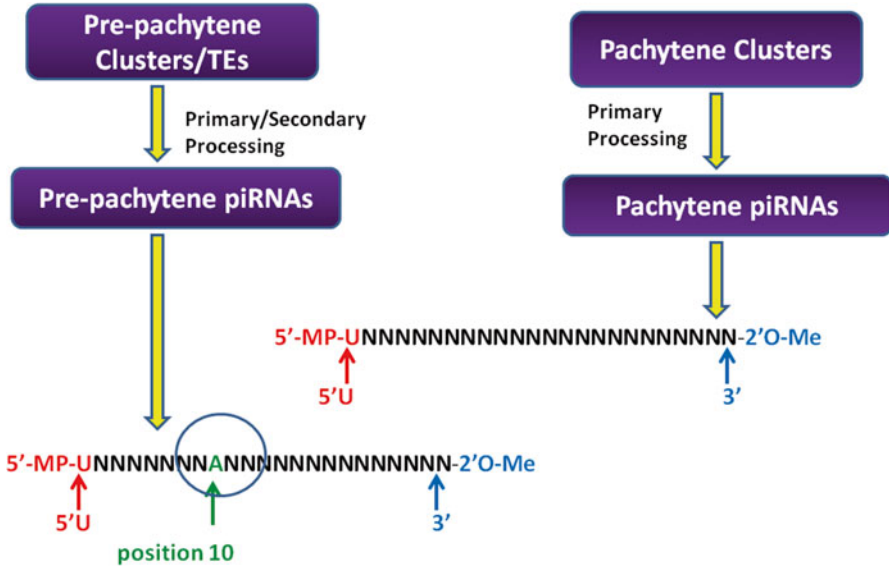 Pre-pachytene
Clusters/TEs
Pachytene Clusters
Primary/Secondary
Processing
Primary
Processing
Pre-pachytene piRNAs
Pachytene piRNAs
5’-MP-UNNNNNNNNNNNNNNNNNNNNNNNNNN-2’O-Me
5’U
3’
5’-MP-UNNNNNNNNANNNNNNNNNNNNNNNN-2’O-Me
5’U
3’
position 10